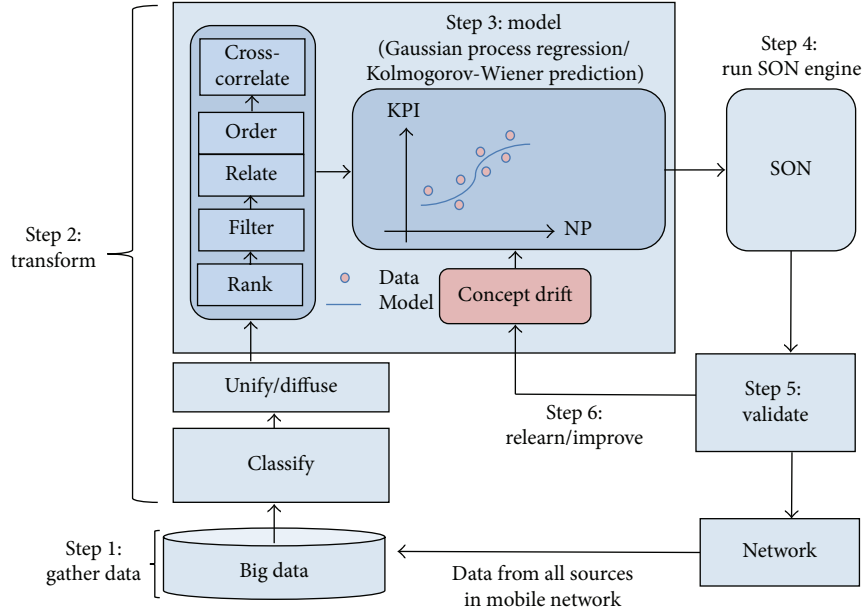 Step 3: model
(Gaussian process regression/
Kolmogorov-Wiener prediction)
Step 4:
run SON engine
Cross-
correlate
Order
Relate
Filter
Rank
KPI
NP
SON
Step 2:
transform
Data
Model
Concept drift
Unify/diffuse
Step 5:
validate
Step 6:
relearn/improve
Classify
Step 1:
gather data
Big data
Network
Data from all sources
in mobile network